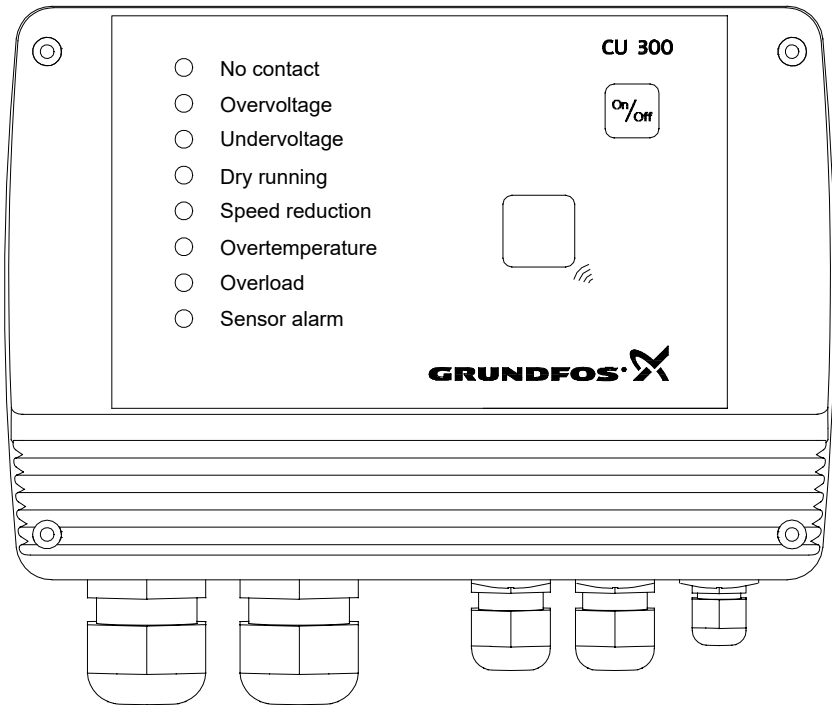 CU 300
No contact
On/Off
Overvoltage
Undervoltage
Dry running
Speed reduction
Overtemperature
Overload
Sensor alarm
GRUNDFOS